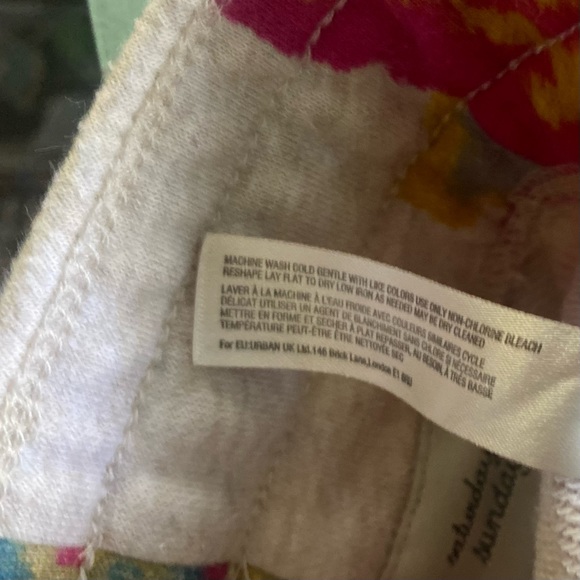 MACHINE WASH COLD GENTLE WITH LIKE COLORS USE ONLY NON-CHLORINE BLEACH
RESHAPE LAY FLAT TO DRY LOW IRON AS NEEDED MAY BE DRY CLEANED
LAVER À LA MACHINE À L'EAU FROIDE AVEC COULEURS SIMILAIRES CYCLE
DÉLICAT UTILISER UN AGENT DE BLANCHIMENT SANS CHLORE SI NÉCESSAIRE
METTRE EN FORME ET SÉCHER À PLAT REPASSER, AU BESOIN, À TRÈS BASSE
TEMPÉRATURE PEUT-ÊTRE ÊTRE NETTOYÉE SEC
For EU:URBAN UK Ltd.146 Brick Lane,London E1
saturday
sunday